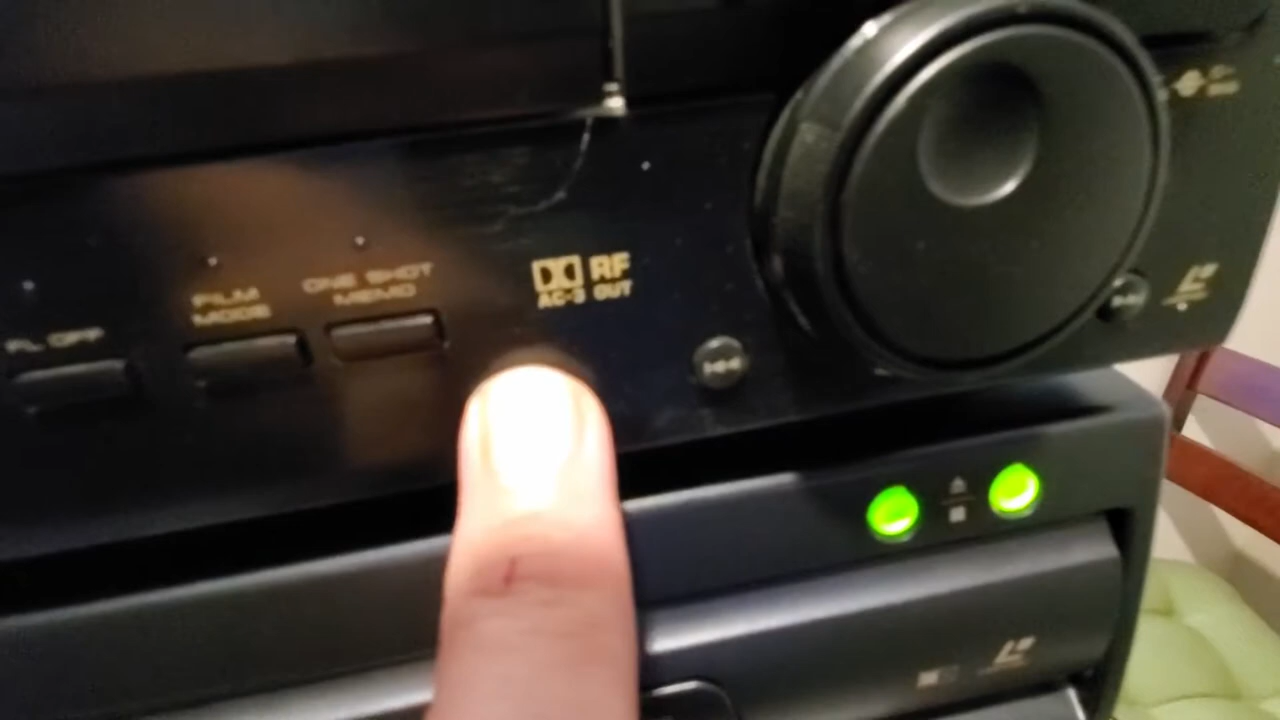 FL OFF
FILM
MODE
ONE SHOT
MEMO
RF
AC-3 OUT